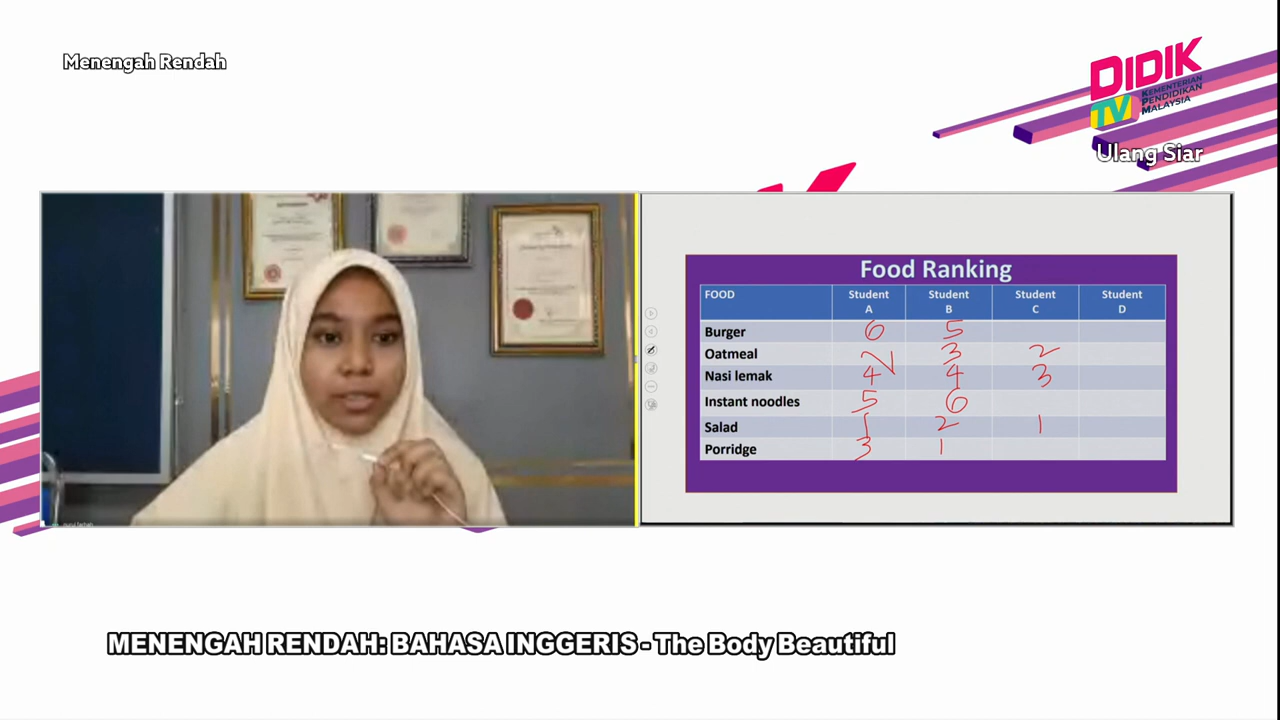 Menengah Rendah
DIDIK
TV
KEMENTERIAN
PENDIDIKAN
MALAYSIA
Ulang Siar
Food Ranking
FOOD Student A Student B Student C Student D
Burger 6 5
Oatmeal 2 3 2
Nasi lemak 4 4 3
Instant noodles 5 6
Salad 1 2 1
Porridge 3 1
MENENGAH RENDAH: BAHASA INGGERIS - The Body Beautiful